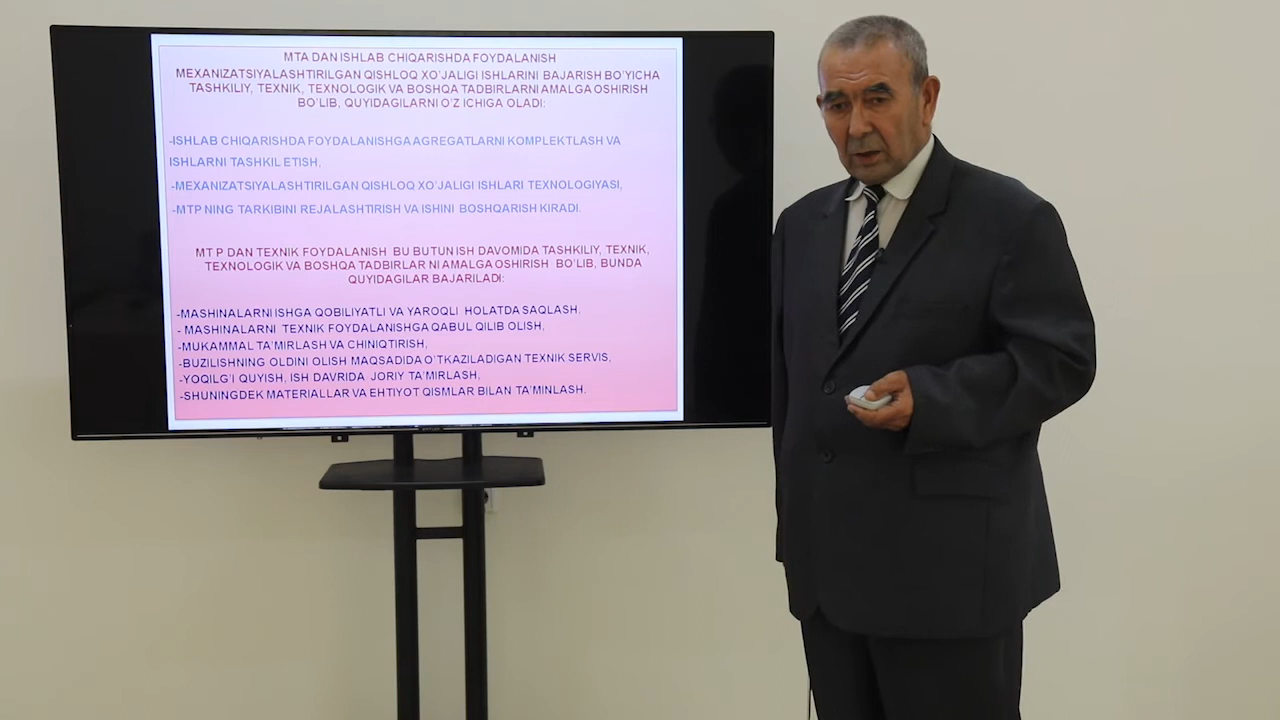 MTA DAN ISHLAB CHIQARISHDA FOYDALANISH
MEXANIZATSIYALASHTIRILGAN QISHLOQ XO'JALIGI ISHLARINI BAJARISH BO'YICHA
TASHKILIY, TEXNIK, TEXNOLOGIK VA BOSHQA TADBIRLARNI AMALGA OSHIRISH
BO'LIB, QUYIDAGILARNI O'Z ICHIGA OLADI:
-ISHLAB CHIQARISHDA FOYDALANISHGA AGREGATLARNI KOMPLEKTLASH VA
ISHLARNI TASHKIL ETISH,
-MEXANIZATSIYALASHTIRILGAN QISHLOQ XO'JALIGI ISHLARI TEXNOLOGIYASI,
-MTP NING TARKIBINI REJALASHTIRISH VA ISHINI BOSHQARISH KIRADI.
MT P DAN TEXNIK FOYDALANISH BU BUTUN ISH DAVOMIDA TASHKILIY, TEXNIK,
TEXNOLOGIK VA BOSHQA TADBIRLAR NI AMALGA OSHIRISH BO'LIB, BUNDA
QUYIDAGILAR BAJARILADI:
-MASHINALARNI ISHGA QOBILIYATLI VA YAROQLI HOLATDA SAQLASH.
- MASHINALARNI TEXNIK FOYDALANISHGA QABUL QILIB OLISH,
-MUKAMMAL TA'MIRLASH VA CHINIQTIRISH,
-BUZILISHNING OLDINI OLISH MAQSADIDA O'TKAZILADIGAN TEXNIK SERVIS,
-YOQILG'I QUYISH, ISH DAVRIDA JORIY TA'MIRLASH,
-SHUNINGDEK MATERIALLAR VA EHTIYOT QISMLAR BILAN TA'MINLASH.